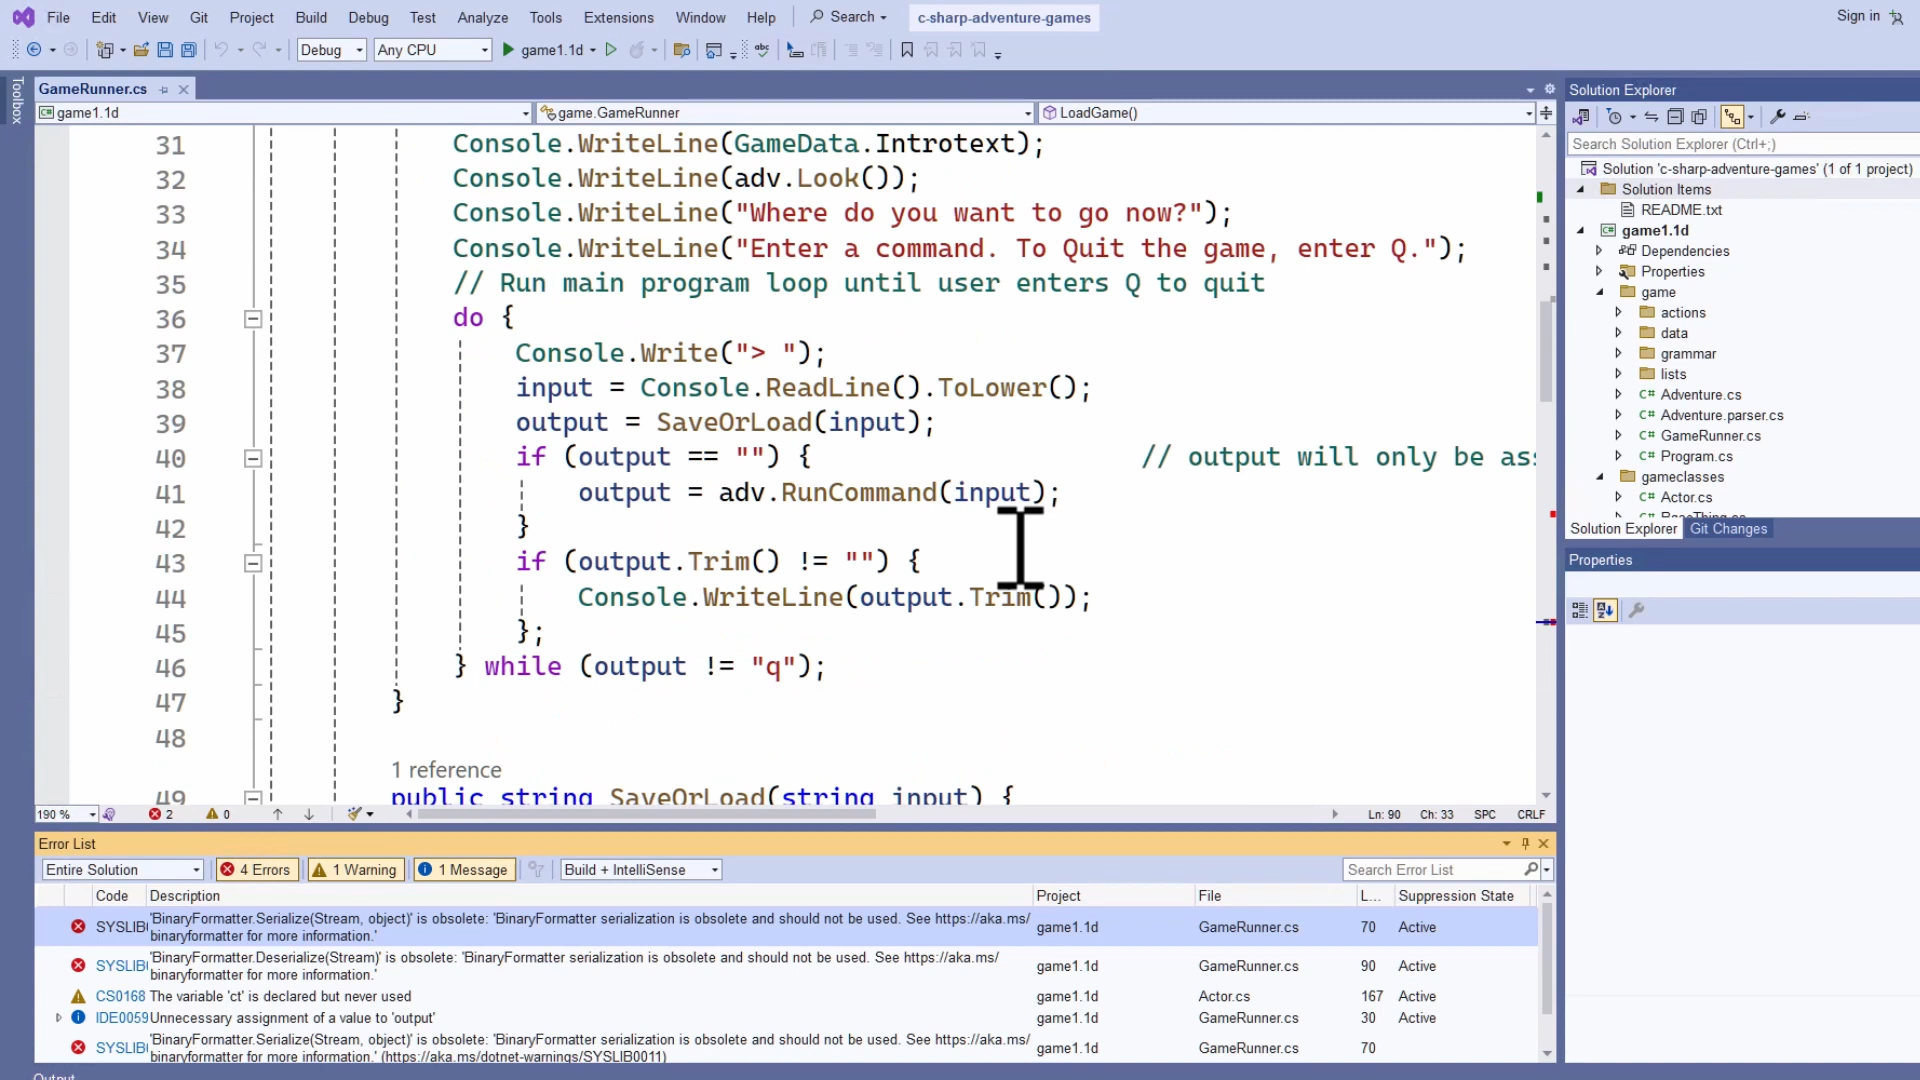 File Edit View Git Project Build Debug Test Analyze Tools Extensions Window Help Search c-sharp-adventure-games Sign in
Debug Any CPU game1.1d
Toolbox
GameRunner.cs
game1.1d game.GameRunner LoadGame()
31 Console.WriteLine(GameData.Introtext);
32 Console.WriteLine(adv.Look());
33 Console.WriteLine("Where do you want to go now?");
34 Console.WriteLine("Enter a command. To Quit the game, enter Q.");
35 // Run main program loop until user enters Q to quit
36 do {
37 Console.Write("> ");
38 input = Console.ReadLine().ToLower();
39 output = SaveOrLoad(input);
40 if (output == "") { // output will only be as
41 output = adv.RunCommand(input);
42 }
43 if (output.Trim() != "") {
44 Console.WriteLine(output.Trim());
45 };
46 } while (output != "q");
47 }
48
1 reference
49 public string SaveOrLoad(string input) {
190 % 2 0 Ln: 90 Ch: 33 SPC CRLF
Error List
Entire Solution 4 Errors 1 Warning 1 Message Build + IntelliSense Search Error List
Code Description Project File L... Suppression State
SYSLIB 'BinaryFormatter.Serialize(Stream, object)' is obsolete: 'BinaryFormatter serialization is obsolete and should not be used. See https://aka.ms/
binaryformatter for more information.' game1.1d GameRunner.cs 70 Active
SYSLIB 'BinaryFormatter.Deserialize(Stream)' is obsolete: 'BinaryFormatter serialization is obsolete and should not be used. See https://aka.ms/
binaryformatter for more information.' game1.1d GameRunner.cs 90 Active
CS0168 The variable 'ct' is declared but never used game1.1d Actor.cs 167 Active
IDE0059 Unnecessary assignment of a value to 'output' game1.1d GameRunner.cs 30 Active
SYSLIB 'BinaryFormatter.Serialize(Stream, object)' is obsolete: 'BinaryFormatter serialization is obsolete and should not be used. See https://aka.ms/
binaryformatter for more information.' (https://aka.ms/dotnet-warnings/SYSLIB0011) game1.1d GameRunner.cs 70
Output
Solution Explorer
Search Solution Explorer (Ctrl+;)
Solution 'c-sharp-adventure-games' (1 of 1 project)
Solution Items
README.txt
game1.1d
Dependencies
Properties
game
actions
data
grammar
lists
C# Adventure.cs
C# Adventure.parser.cs
C# GameRunner.cs
C# Program.cs
gameclasses
C# Actor.cs
C# BaseThing.cs
Solution Explorer Git Changes
Properties